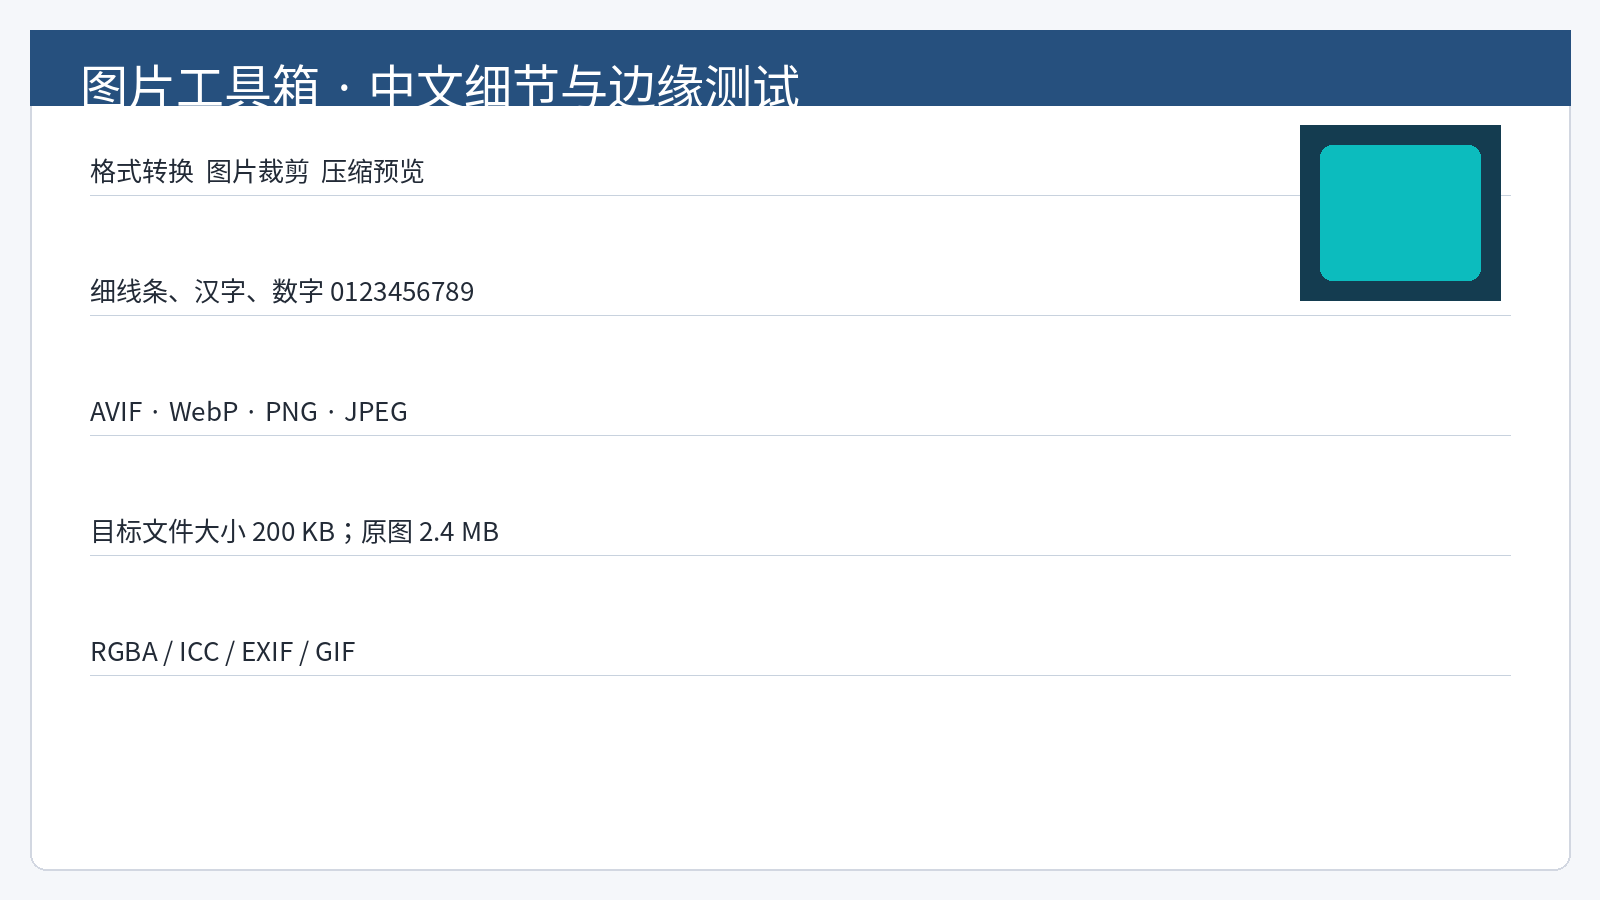 图片工具箱 · 中文细节与边缘测试
格式转换 图片裁剪 压缩预览
细线条、汉字、数字 0123456789
AVIF · WebP · PNG · JPEG
目标文件大小 200 KB；原图 2.4 MB
RGBA / ICC / EXIF / GIF